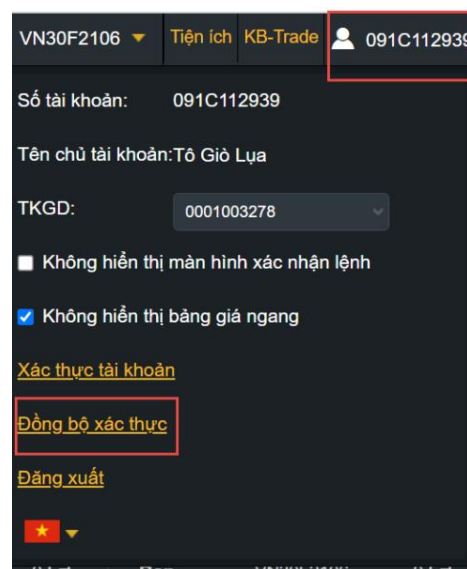 VN30F2106 Tiện ích KB-Trade 091C112939
Số tài khoản: 091C112939
Tên chủ tài khoản:Tô Giò Lụa
TKGD: 0001003278
Không hiển thị màn hình xác nhận lệnh
Không hiển thị bảng giá ngang
Xác thực tài khoản
Đồng bộ xác thực
Đăng xuất